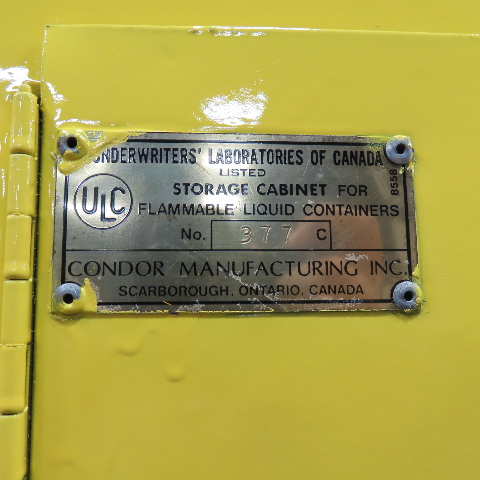 UNDERWRITERS' LABORATORIES OF CANADA
LISTED
ULC
STORAGE CABINET FOR
FLAMMABLE LIQUID CONTAINERS
No. 377 C
CONDOR MANUFACTURING INC.
SCARBOROUGH, ONTARIO, CANADA
8558